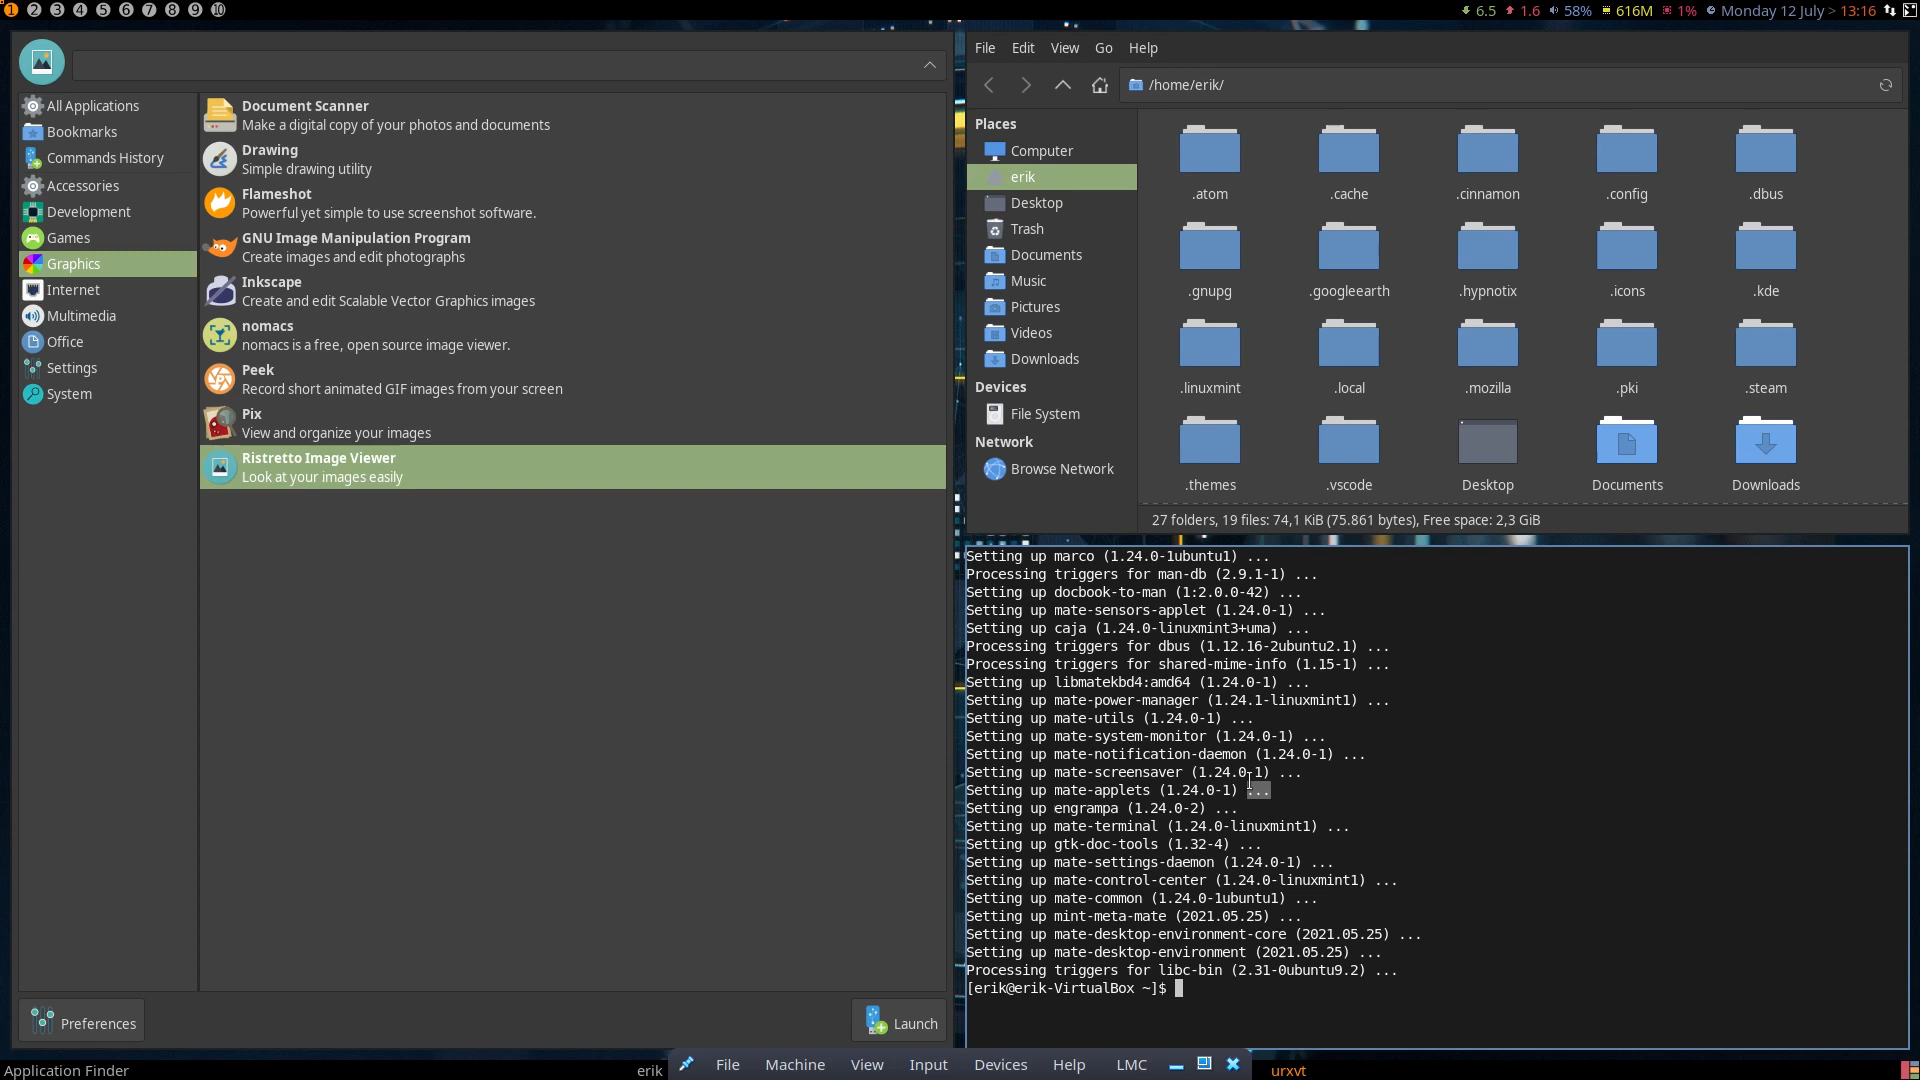 1 2 3 4 5 6 7 8 9 10
6.5 1.6 58% 616M 1% Monday 12 July > 13:16
All Applications
Bookmarks
Commands History
Accessories
Development
Games
Graphics
Internet
Multimedia
Office
Settings
System
Document Scanner
Make a digital copy of your photos and documents
Drawing
Simple drawing utility
Flameshot
Powerful yet simple to use screenshot software.
GNU Image Manipulation Program
Create images and edit photographs
Inkscape
Create and edit Scalable Vector Graphics images
nomacs
nomacs is a free, open source image viewer.
Peek
Record short animated GIF images from your screen
Pix
View and organize your images
Ristretto Image Viewer
Look at your images easily
Preferences
Launch
File Edit View Go Help
/home/erik/
Places
Computer
erik
Desktop
Trash
Documents
Music
Pictures
Videos
Downloads
Devices
File System
Network
Browse Network
.atom .cache .cinnamon .config .dbus
.gnupg .googleearth .hypnotix .icons .kde
.linuxmint .local .mozilla .pki .steam
.themes .vscode Desktop Documents Downloads
27 folders, 19 files: 74,1 KiB (75.861 bytes), Free space: 2,3 GiB
Setting up marco (1.24.0-1ubuntu1) ...
Processing triggers for man-db (2.9.1-1) ...
Setting up docbook-to-man (1:2.0.0-42) ...
Setting up mate-sensors-applet (1.24.0-1) ...
Setting up caja (1.24.0-linuxmint3+uma) ...
Processing triggers for dbus (1.12.16-2ubuntu2.1) ...
Processing triggers for shared-mime-info (1.15-1) ...
Setting up libmatekbd4:amd64 (1.24.0-1) ...
Setting up mate-power-manager (1.24.1-linuxmint1) ...
Setting up mate-utils (1.24.0-1) ...
Setting up mate-system-monitor (1.24.0-1) ...
Setting up mate-notification-daemon (1.24.0-1) ...
Setting up mate-screensaver (1.24.0-1) ...
Setting up mate-applets (1.24.0-1) ...
Setting up engrampa (1.24.0-2) ...
Setting up mate-terminal (1.24.0-linuxmint1) ...
Setting up gtk-doc-tools (1.32-4) ...
Setting up mate-settings-daemon (1.24.0-1) ...
Setting up mate-control-center (1.24.0-linuxmint1) ...
Setting up mate-common (1.24.0-1ubuntu1) ...
Setting up mint-meta-mate (2021.05.25) ...
Setting up mate-desktop-environment-core (2021.05.25) ...
Setting up mate-desktop-environment (2021.05.25) ...
Processing triggers for libc-bin (2.31-0ubuntu9.2) ...
[erik@erik-VirtualBox ~]$
Application Finder erik File Machine View Input Devices Help LMC urxvt